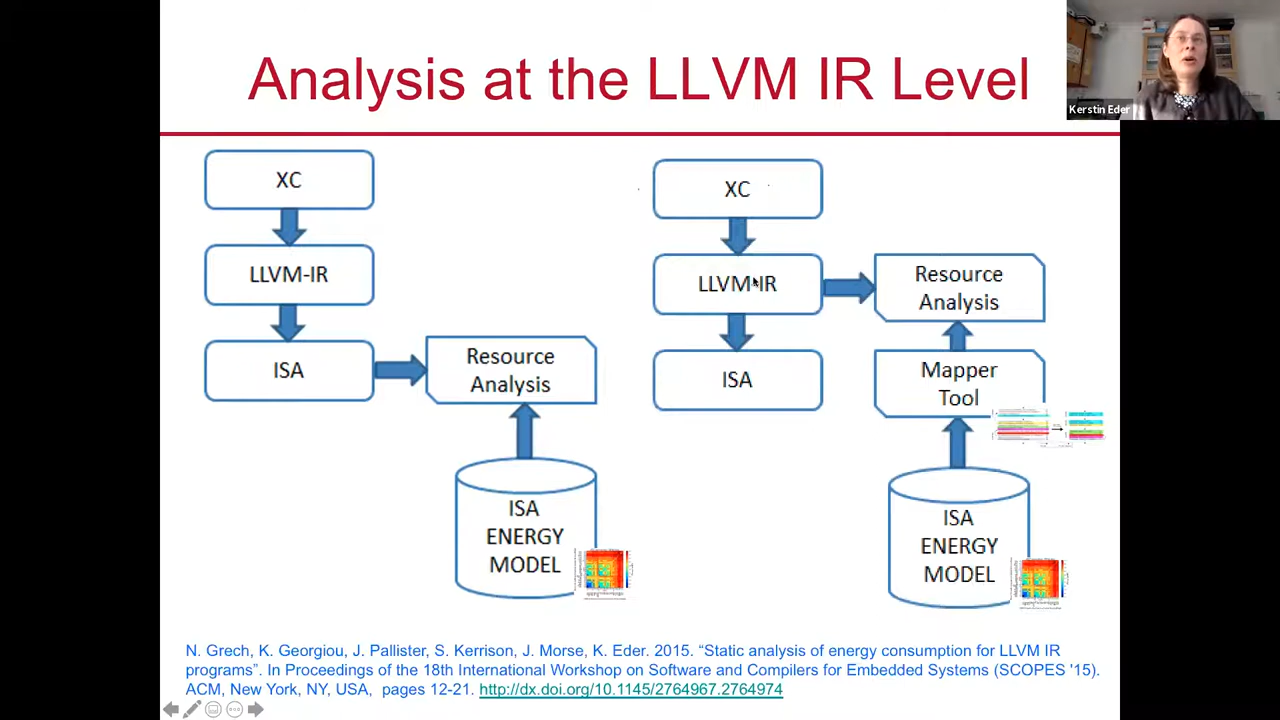 Analysis at the LLVM IR Level
Kerstin Eder
XC
LLVM-IR
ISA
Resource
Analysis
ISA
ENERGY
MODEL
XC
LLVM-IR
Resource
Analysis
ISA
Mapper
Tool
ISA
ENERGY
MODEL
N. Grech, K. Georgiou, J. Pallister, S. Kerrison, J. Morse, K. Eder. 2015. “Static analysis of energy consumption for LLVM IR
programs”. In Proceedings of the 18th International Workshop on Software and Compilers for Embedded Systems (SCOPES '15).
ACM, New York, NY, USA, pages 12-21. http://dx.doi.org/10.1145/2764967.2764974